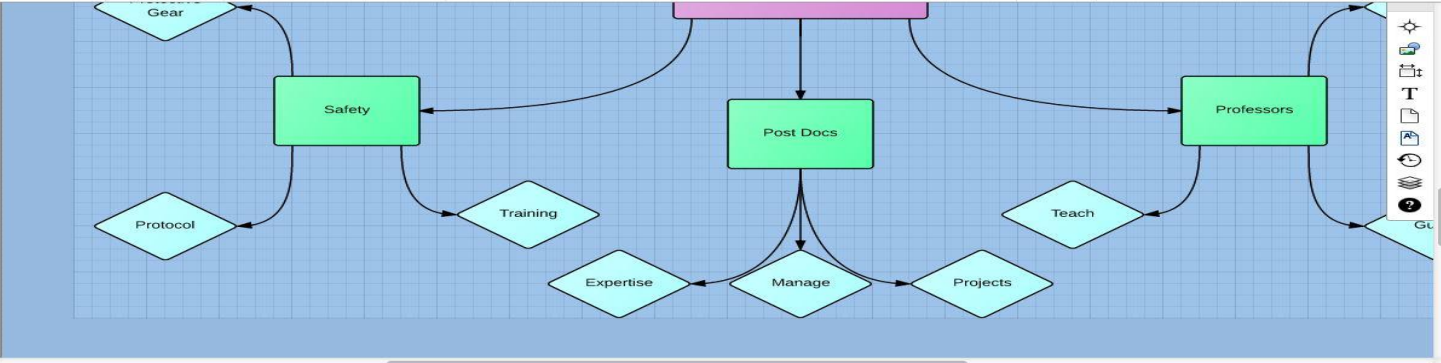 Gear
Safety
Post Docs
Professors
T
Protocol
Training
Teach
Expertise
Manage
Projects
?